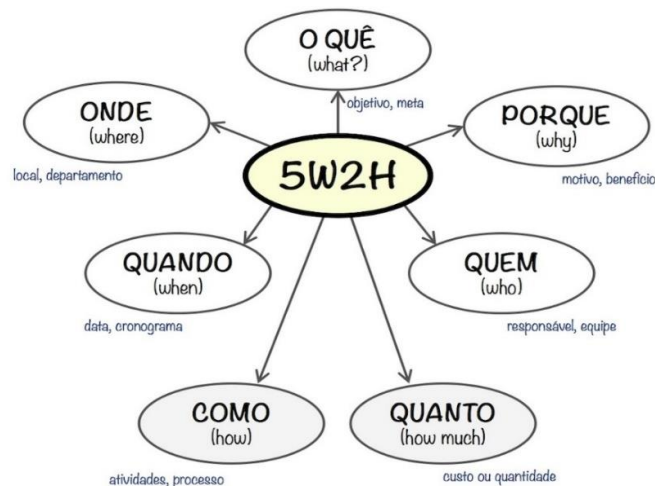 O QUÊ
(what?)
objetivo, meta
ONDE
(where)
local, departamento
PORQUE
(why)
motivo, benefício
5W2H
QUANDO
(when)
data, cronograma
QUEM
(who)
responsável, equipe
COMO
(how)
atividades, processo
QUANTO
(how much)
custo ou quantidade